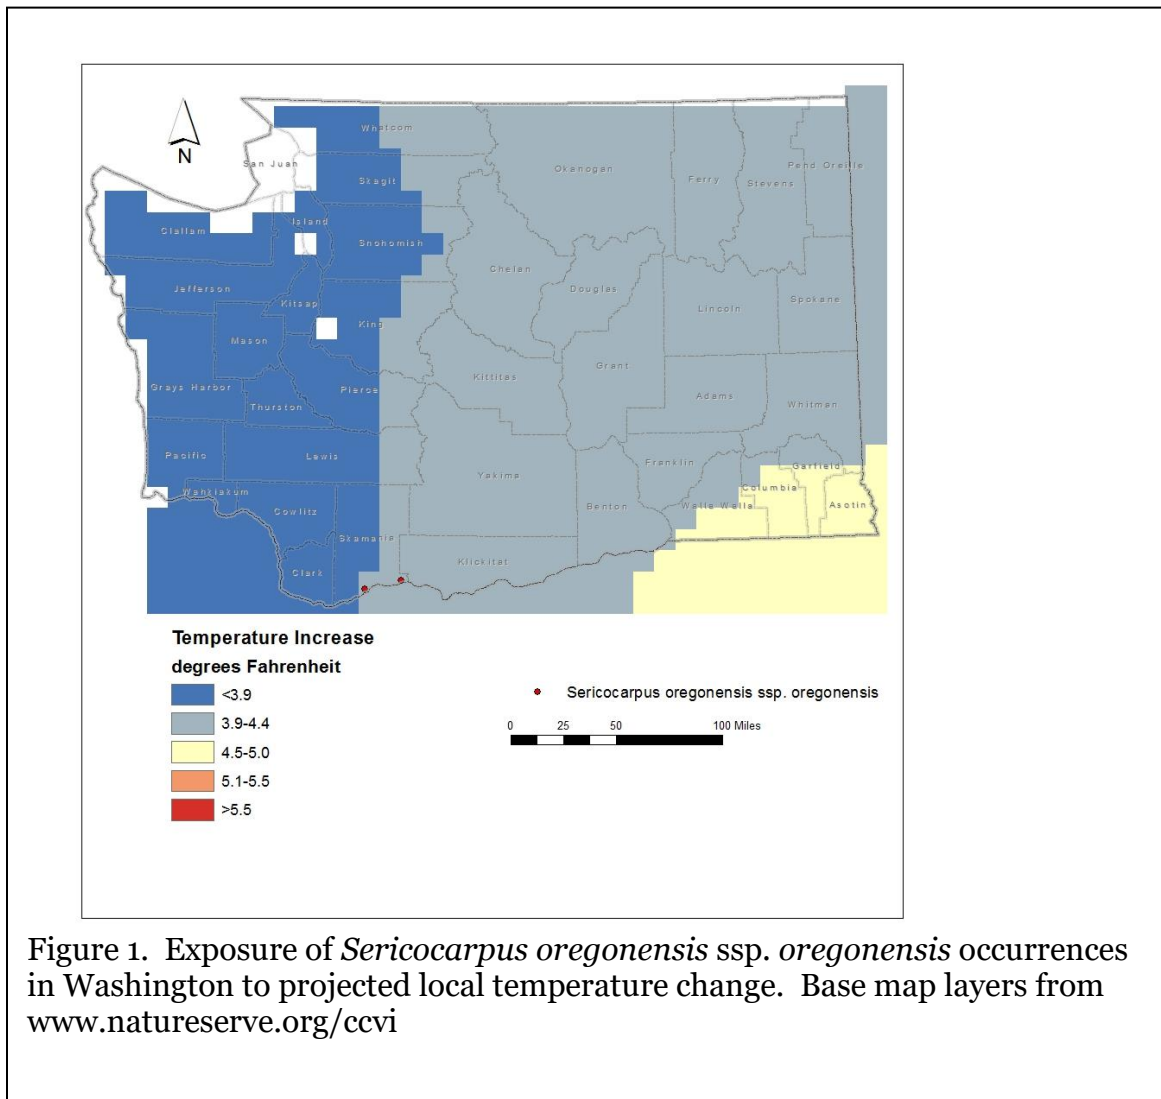 N
Whatcom
San Juan
Skagit
Okanogan
Ferry
Stevens
Pend Oreille
Island
Clallam
Snohomish
Chelan
Jefferson
Douglas
Kitsap
Lincoln
Spokane
King
Mason
Grant
Kittitas
Grays Harbor
Pierce
Thurston
Adams
Whitman
Pacific
Lewis
Yakima
Franklin
Garfield
Wahkiakum
Columbia
Cowlitz
Benton
Walla Walla
Asotin
Skamania
Klickitat
Clark
Temperature Increase
degrees Fahrenheit
<3.9
3.9-4.4
4.5-5.0
5.1-5.5
>5.5
Sericocarpus oregonensis ssp. oregonensis
0 25 50 100 Miles
Figure 1. Exposure of Sericocarpus oregonensis ssp. oregonensis occurrences
in Washington to projected local temperature change. Base map layers from
www.natureserve.org/ccvi